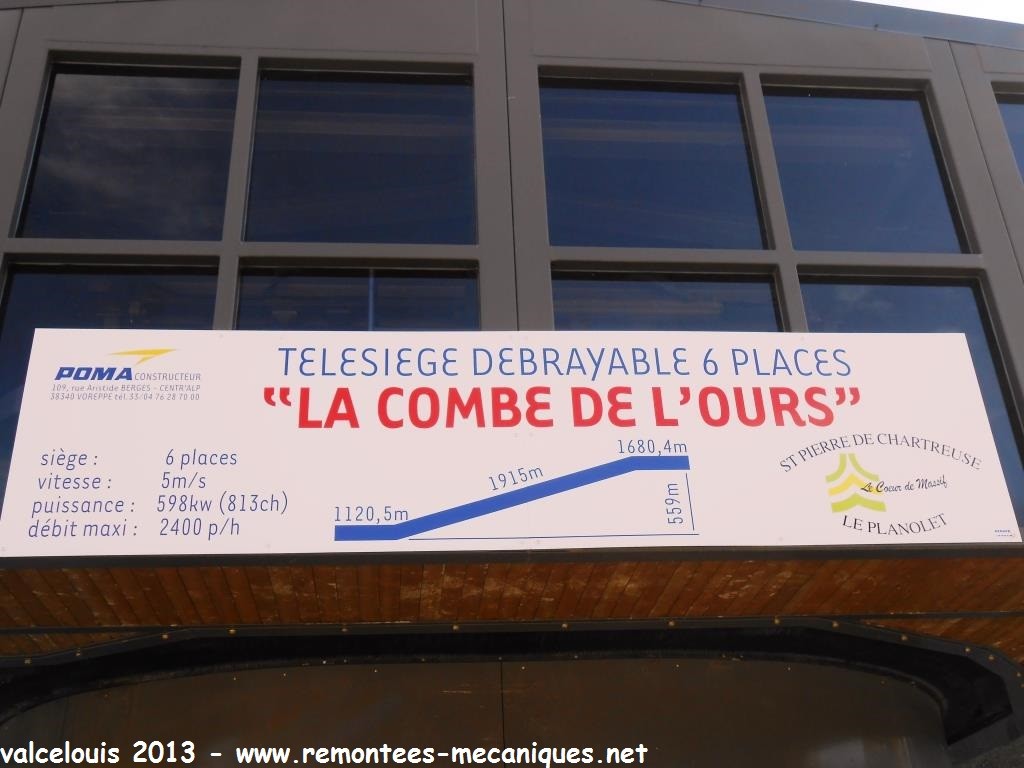 POMA CONSTRUCTEUR
109, rue Aristide BERGES - CENTR'ALP
38340 VOREPPE tél.33/04 76 28 70 00
TELESIEGE DEBRAYABLE 6 PLACES
“LA COMBE DE L'OURS”
siège : 6 places
vitesse : 5m/s
puissance : 598kw (813ch)
débit maxi : 2400 p/h
1120,5m
1915m
1680,4m
559m
ST PIERRE DE CHARTREUSE
Le Coeur de Massif
LE PLANOLET
valcelouis 2013 - www.remontees-mecaniques.net